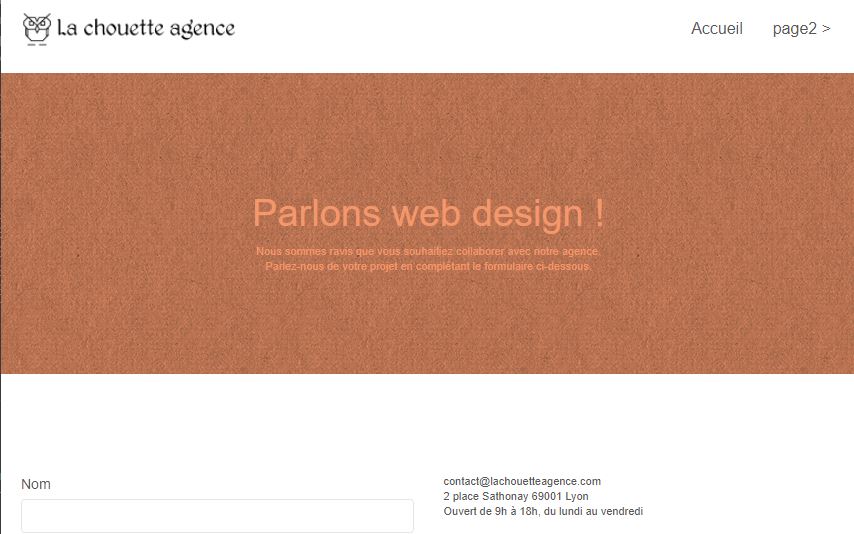 La chouette agence
Accueil
page2 >
Parlons web design !
Nous sommes ravis que vous souhaitiez collaborer avec notre agence.
Parlez-nous de votre projet en complétant le formulaire ci-dessous.
Nom
contact@lachouetteagence.com
2 place Sathonay 69001 Lyon
Ouvert de 9h à 18h, du lundi au vendredi